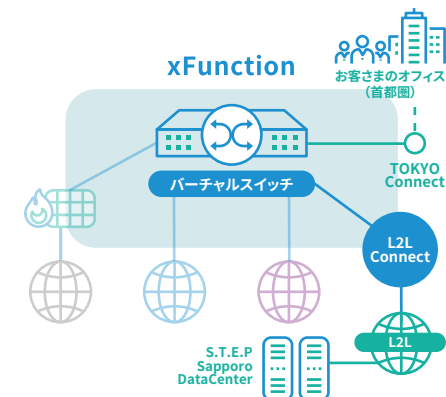 xFunction
お客さまのオフィス
（首都圏）
TOKYO
Connect
バーチャルスイッチ
L2L
Connect
L2L
S.T.E.P
Sapporo
DataCenter